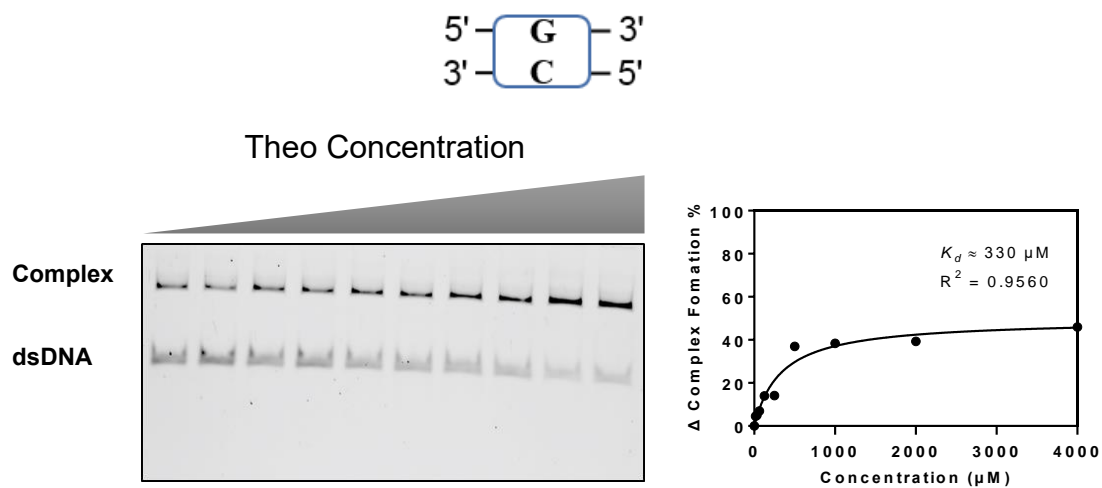 5' G 3'
3' C 5'
Theo Concentration
Complex
dsDNA
Δ Complex Fomation %
100
80
60
40
20
0
K_d ≈ 330 µM
R² = 0.9560
0 1000 2000 3000 4000
Concentration (µM)